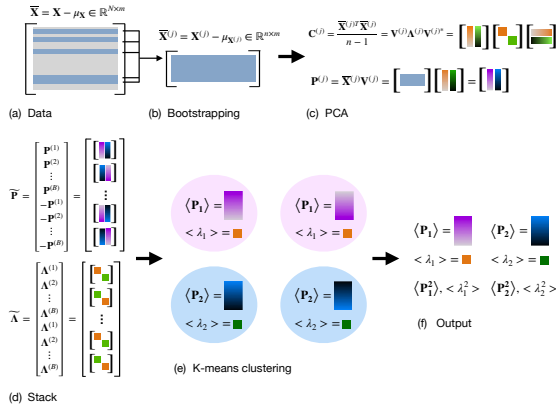 X̅ = X − μ_X ∈ ℝ^{N×m}
(a) Data
X̅^{(j)} = X^{(j)} − μ_{X^{(j)}} ∈ ℝ^{n×m}
(b) Bootstrapping
C^{(j)} = X̅^{(j)T} X̅^{(j)} / n − 1 = V^{(j)}Λ^{(j)}V^{(j)*} =
P^{(j)} = X̅^{(j)}V^{(j)} = =
(c) PCA
P̃ = =
P^{(1)}
P^{(2)}
⋮
P^{(B)}
−P^{(1)}
−P^{(2)}
⋮
−P^{(B)}
⋮
Λ̃ = =
Λ^{(1)}
Λ^{(2)}
⋮
Λ^{(B)}
Λ^{(1)}
Λ^{(2)}
⋮
Λ^{(B)}
⋮
(d) Stack
⟨P₁⟩ =
< λ₁ > =
⟨P₁⟩ =
< λ₁ > =
⟨P₂⟩ =
< λ₂ > =
⟨P₂⟩ =
< λ₂ > =
(e) K-means clustering
⟨P₁⟩ = ⟨P₂⟩ =
< λ₁ > = < λ₂ > =
⟨P₁²⟩, < λ₁² > ⟨P₂²⟩, < λ₂² >
(f) Output